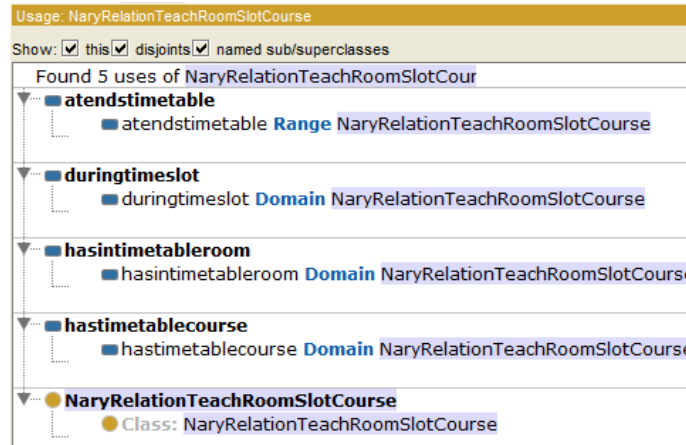 Usage: NaryRelationTeachRoomSlotCourse
Show: this disjoints named sub/superclasses
Found 5 uses of NaryRelationTeachRoomSlotCour
atendstimetable
atendstimetable Range NaryRelationTeachRoomSlotCourse
duringtimeslot
duringtimeslot Domain NaryRelationTeachRoomSlotCourse
hasintimetableroom
hasintimetableroom Domain NaryRelationTeachRoomSlotCourse
hastimetablecourse
hastimetablecourse Domain NaryRelationTeachRoomSlotCourse
NaryRelationTeachRoomSlotCourse
Class: NaryRelationTeachRoomSlotCourse